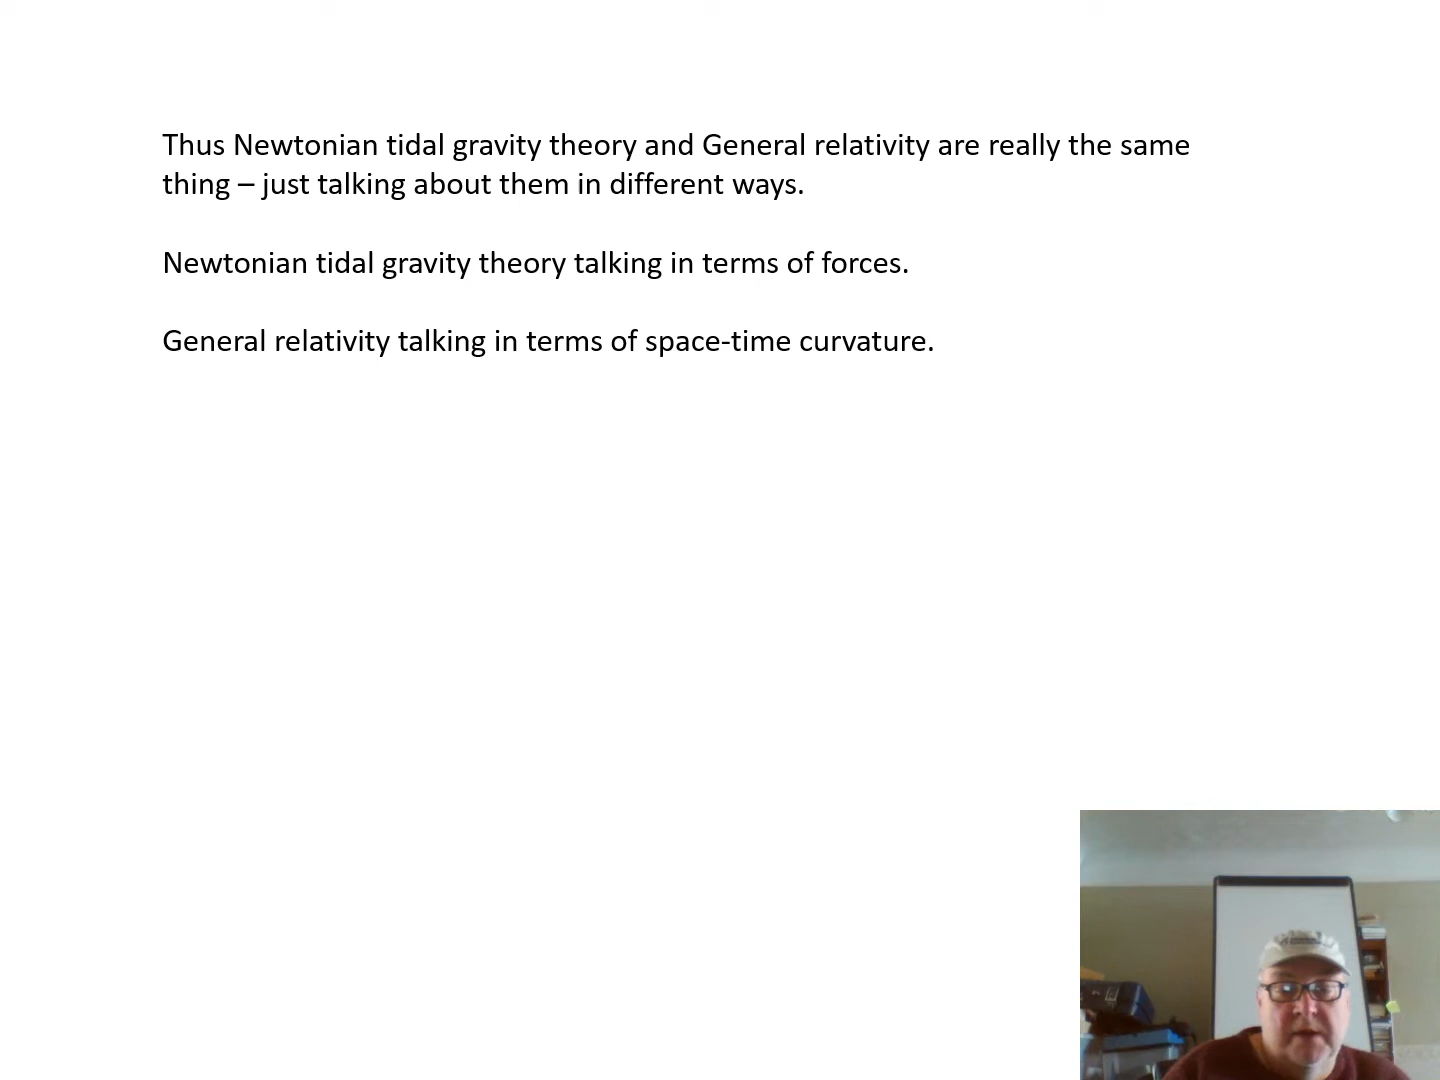 Thus Newtonian tidal gravity theory and General relativity are really the same
thing – just talking about them in different ways.
Newtonian tidal gravity theory talking in terms of forces.
General relativity talking in terms of space-time curvature.